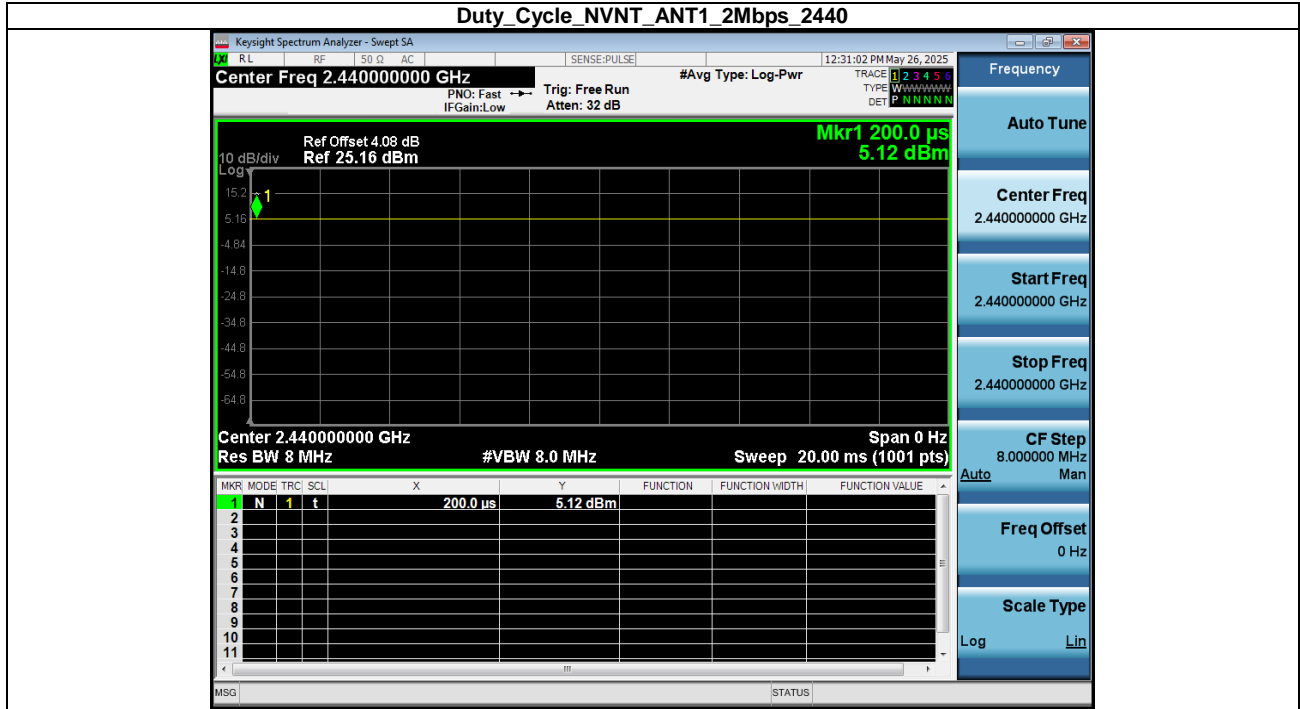 Duty_Cycle_NVNT_ANT1_2Mbps_2440
Keysight Spectrum Analyzer - Swept SA
LXI RL RF 50 Ω AC SENSE:PULSE 12:31:02 PM May 26, 2025
Center Freq 2.440000000 GHz #Avg Type: Log-Pwr TRACE 1 2 3 4 5 6
PNO: Fast Trig: Free Run TYPE WWWWWWW
IFGain:Low Atten: 32 dB DET P N N N N N
Mkr1 200.0 µs
5.12 dBm
Ref Offset 4.08 dB
10 dB/div Ref 25.16 dBm
Log
15.2
1
5.16
-4.84
-14.8
-24.8
-34.8
-44.8
-54.8
-64.8
Center 2.440000000 GHz Span 0 Hz
Res BW 8 MHz #VBW 8.0 MHz Sweep 20.00 ms (1001 pts)
MKR MODE TRC SCL X Y FUNCTION FUNCTION WIDTH FUNCTION VALUE
1 N 1 t 200.0 µs 5.12 dBm
2
3
4
5
6
7
8
9
10
11
MSG STATUS
Frequency
Auto Tune
Center Freq
2.440000000 GHz
Start Freq
2.440000000 GHz
Stop Freq
2.440000000 GHz
CF Step
8.000000 MHz
Auto Man
Freq Offset
0 Hz
Scale Type
Log Lin